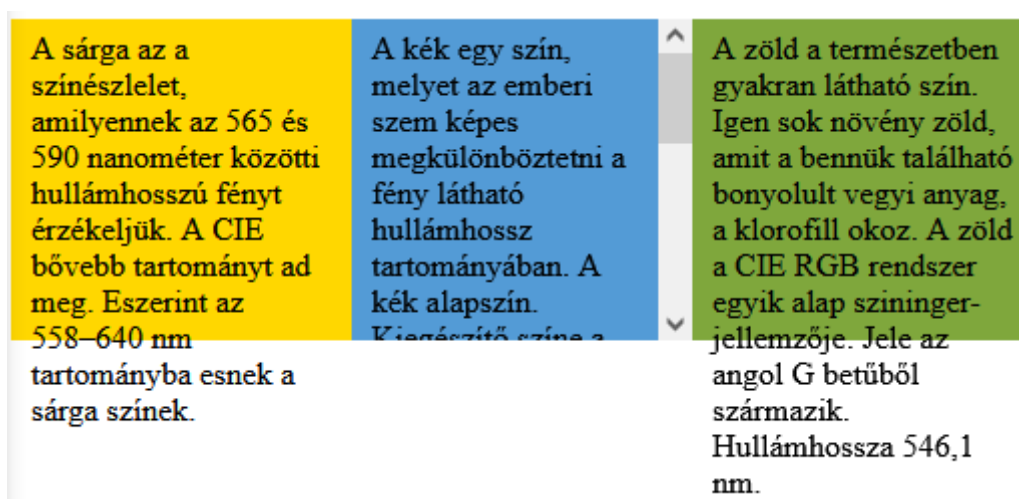 A sárga az a
színészlelet,
amilyennek az 565 és
590 nanométer közötti
hullámhosszú fényt
érzékeljük. A CIE
bővebb tartományt ad
meg. Eszerint az
558–640 nm
tartományba esnek a
sárga színek.
A kék egy szín,
melyet az emberi
szem képes
megkülönböztetni a
fény látható
hullámhossz
tartományában. A
kék alapszín.
Kiegészítő színe a
A zöld a természetben
gyakran látható szín.
Igen sok növény zöld,
amit a bennük található
bonyolult vegyi anyag,
a klorofill okoz. A zöld
a CIE RGB rendszer
egyik alap sziningerjellemzője. Jele az
angol G betűből
származik.
Hullámhossza 546,1
nm.